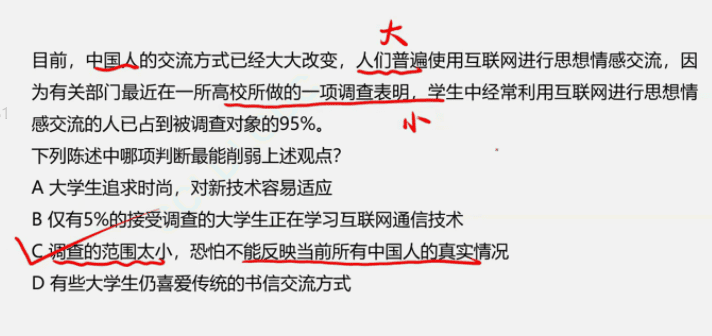 大
目前，中国人的交流方式已经大大改变，人们普遍使用互联网进行思想情感交流，因
为有关部门最近在一所高校所做的一项调查表明，学生中经常利用互联网进行思想情
感交流的人已占到被调查对象的95%。
小
下列陈述中哪项判断最能削弱上述观点？
A 大学生追求时尚，对新技术容易适应
B 仅有5%的接受调查的大学生正在学习互联网通信技术
C 调查的范围太小，恐怕不能反映当前所有中国人的真实情况
D 有些大学生仍喜爱传统的书信交流方式